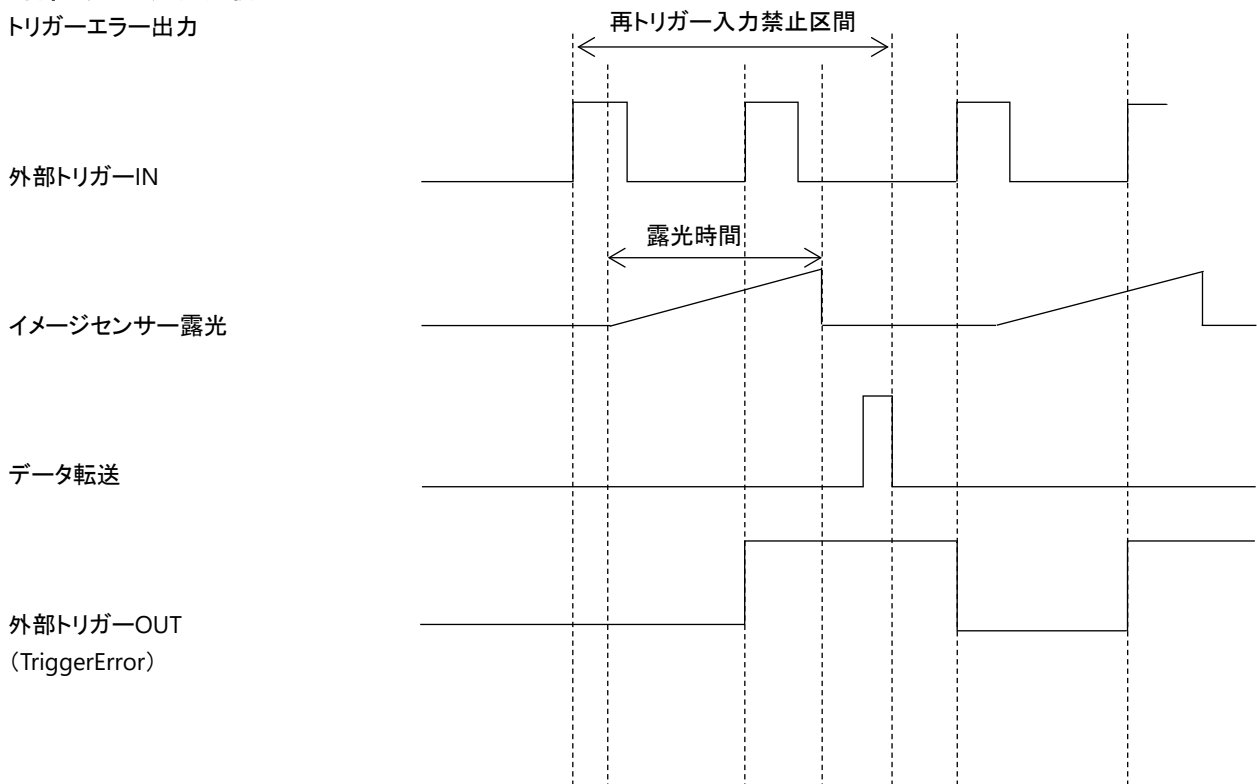 トリガーエラー出力
再トリガー入力禁止区間
外部トリガーIN
露光時間
イメージセンサー露光
データ転送
外部トリガーOUT
（TriggerError）